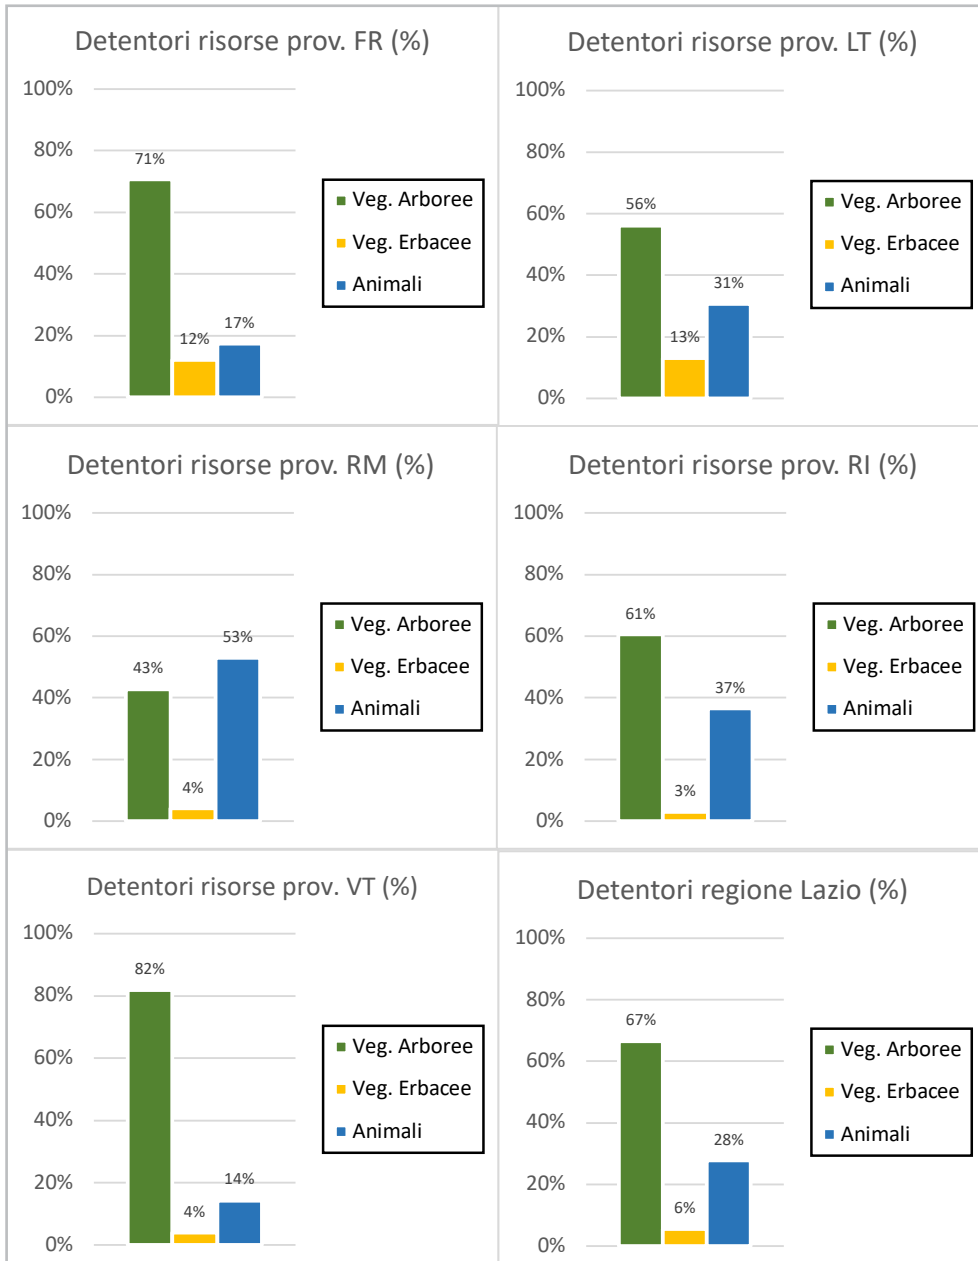 Detentori risorse prov. FR (%)
100%
80%
60%
40%
20%
0%
71%
12%
17%
Veg. Arboree
Veg. Erbacee
Animali
Detentori risorse prov. LT (%)
100%
80%
60%
40%
20%
0%
56%
13%
31%
Veg. Arboree
Veg. Erbacee
Animali
Detentori risorse prov. RM (%)
100%
80%
60%
40%
20%
0%
43%
4%
53%
Veg. Arboree
Veg. Erbacee
Animali
Detentori risorse prov. RI (%)
100%
80%
60%
40%
20%
0%
61%
3%
37%
Veg. Arboree
Veg. Erbacee
Animali
Detentori risorse prov. VT (%)
100%
80%
60%
40%
20%
0%
82%
4%
14%
Veg. Arboree
Veg. Erbacee
Animali
Detentori regione Lazio (%)
100%
80%
60%
40%
20%
0%
67%
6%
28%
Veg. Arboree
Veg. Erbacee
Animali